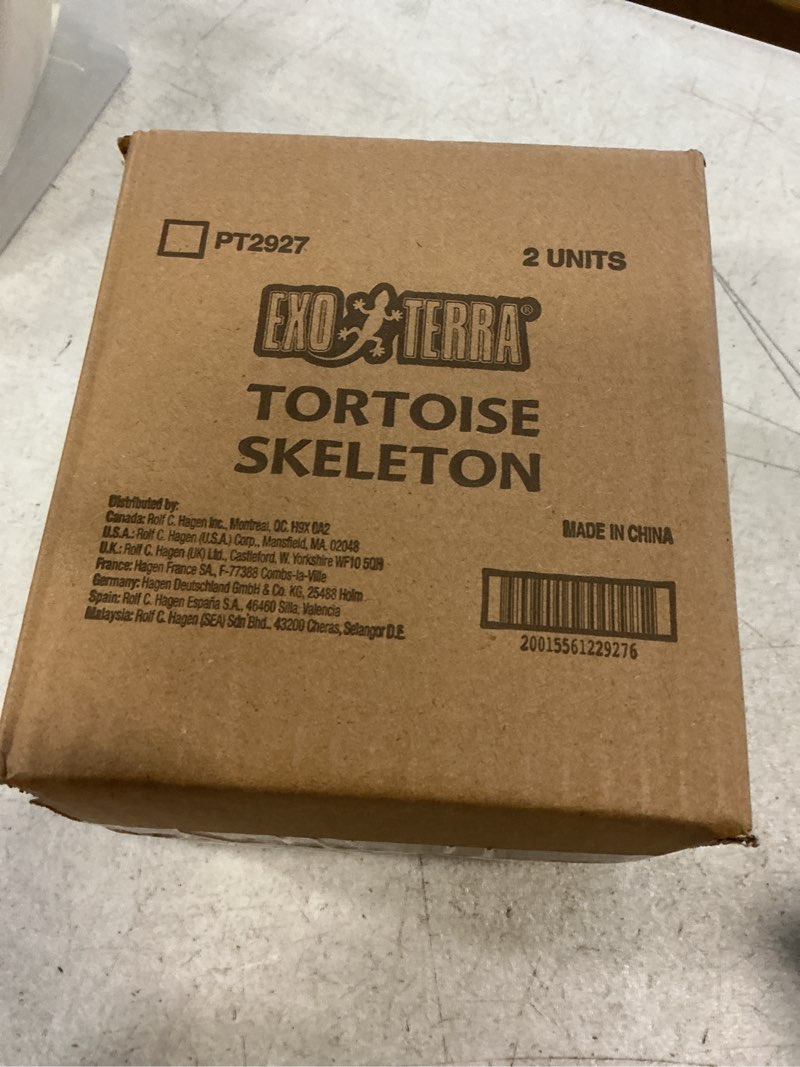 PT2927
2 UNITS
EXO TERRA®
TORTOISE
SKELETON
Distributed by:
Canada: Rolf C. Hagen Inc., Montreal, QC. H9X 0A2
U.S.A.: Rolf C. Hagen (U.S.A.) Corp., Mansfield, MA. 02048
U.K.: Rolf C. Hagen (UK) Ltd., Castleford, W. Yorkshire WF10 5QH
France: Hagen France SA., F-77388 Combs-la-Ville
Germany: Hagen Deutschland GmbH & Co. KG, 25488 Holm
Spain: Rolf C. Hagen España S.A., 46460 Silla, Valencia
Malaysia: Rolf C. Hagen (SEA) Sdn Bhd., 43200 Cheras, Selangor D.E.
MADE IN CHINA
20015561229276